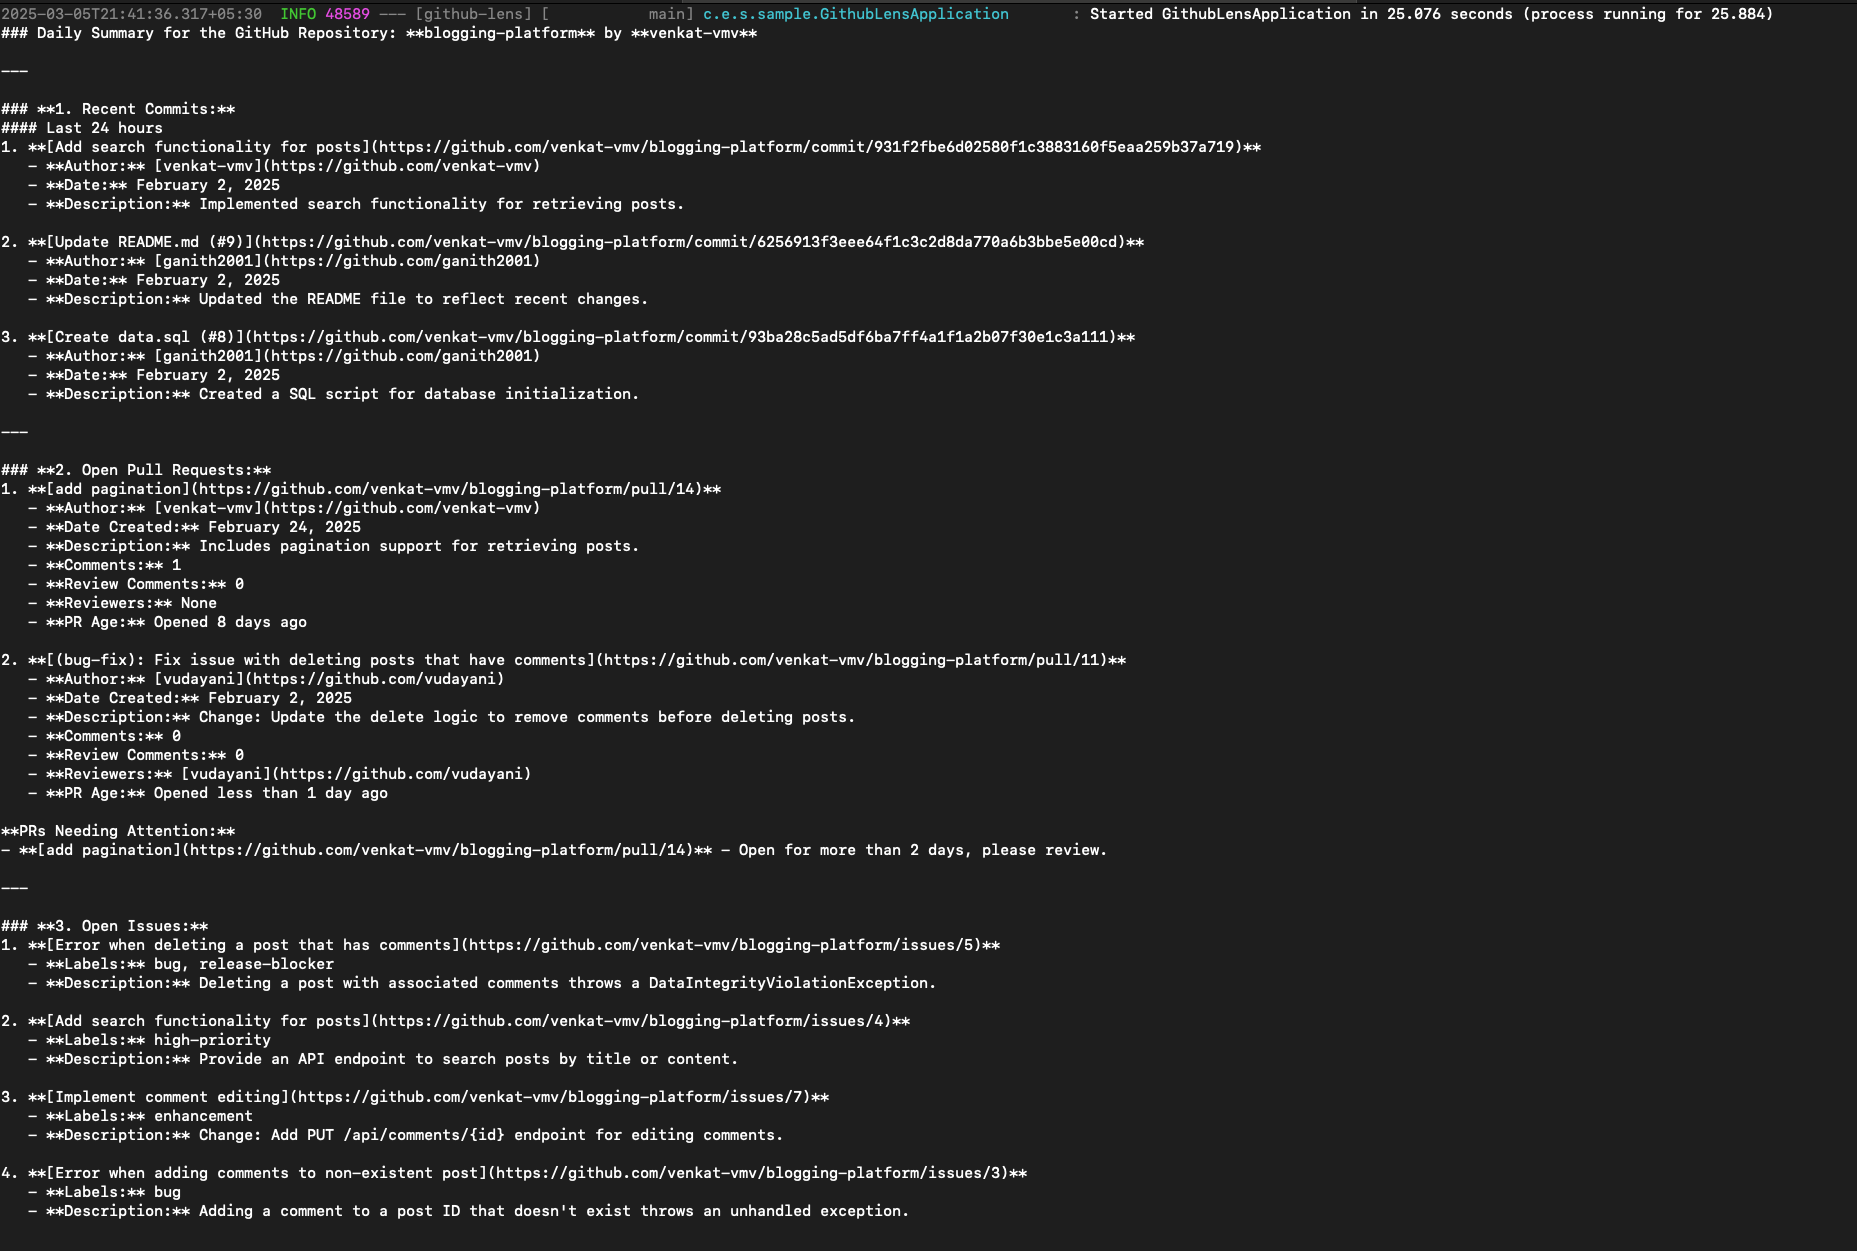 2025-03-05T21:41:36.317+05:30  INFO 48589 --- [github-lens] [           main] c.e.s.sample.GithubLensApplication       : Started GithubLensApplication in 25.076 seconds (process running for 25.884)
### Daily Summary for the GitHub Repository: **blogging-platform** by **venkat-vmv**
---
### **1. Recent Commits:**
#### Last 24 hours
1. **[Add search functionality for posts](https://github.com/venkat-vmv/blogging-platform/commit/931f2fbe6d02580f1c3883160f5eaa259b37a719)**
   - **Author:** [venkat-vmv](https://github.com/venkat-vmv)
   - **Date:** February 2, 2025
   - **Description:** Implemented search functionality for retrieving posts.
2. **[Update README.md (#9)](https://github.com/venkat-vmv/blogging-platform/commit/6256913f3eee64f1c3c2d8da770a6b3bbe5e00cd)**
   - **Author:** [ganith2001](https://github.com/ganith2001)
   - **Date:** February 2, 2025
   - **Description:** Updated the README file to reflect recent changes.
3. **[Create data.sql (#8)](https://github.com/venkat-vmv/blogging-platform/commit/93ba28c5ad5df6ba7ff4a1f1a2b07f30e1c3a111)**
   - **Author:** [ganith2001](https://github.com/ganith2001)
   - **Date:** February 2, 2025
   - **Description:** Created a SQL script for database initialization.
---
### **2. Open Pull Requests:**
1. **[add pagination](https://github.com/venkat-vmv/blogging-platform/pull/14)**
   - **Author:** [venkat-vmv](https://github.com/venkat-vmv)
   - **Date Created:** February 24, 2025
   - **Description:** Includes pagination support for retrieving posts.
   - **Comments:** 1
   - **Review Comments:** 0
   - **Reviewers:** None
   - **PR Age:** Opened 8 days ago
2. **[(bug-fix): Fix issue with deleting posts that have comments](https://github.com/venkat-vmv/blogging-platform/pull/11)**
   - **Author:** [vudayani](https://github.com/vudayani)
   - **Date Created:** February 2, 2025
   - **Description:** Change: Update the delete logic to remove comments before deleting posts.
   - **Comments:** 0
   - **Review Comments:** 0
   - **Reviewers:** [vudayani](https://github.com/vudayani)
   - **PR Age:** Opened less than 1 day ago
**PRs Needing Attention:**
- **[add pagination](https://github.com/venkat-vmv/blogging-platform/pull/14)** - Open for more than 2 days, please review.
---
### **3. Open Issues:**
1. **[Error when deleting a post that has comments](https://github.com/venkat-vmv/blogging-platform/issues/5)**
   - **Labels:** bug, release-blocker
   - **Description:** Deleting a post with associated comments throws a DataIntegrityViolationException.
2. **[Add search functionality for posts](https://github.com/venkat-vmv/blogging-platform/issues/4)**
   - **Labels:** high-priority
   - **Description:** Provide an API endpoint to search posts by title or content.
3. **[Implement comment editing](https://github.com/venkat-vmv/blogging-platform/issues/7)**
   - **Labels:** enhancement
   - **Description:** Change: Add PUT /api/comments/{id} endpoint for editing comments.
4. **[Error when adding comments to non-existent post](https://github.com/venkat-vmv/blogging-platform/issues/3)**
   - **Labels:** bug
   - **Description:** Adding a comment to a post ID that doesn't exist throws an unhandled exception.